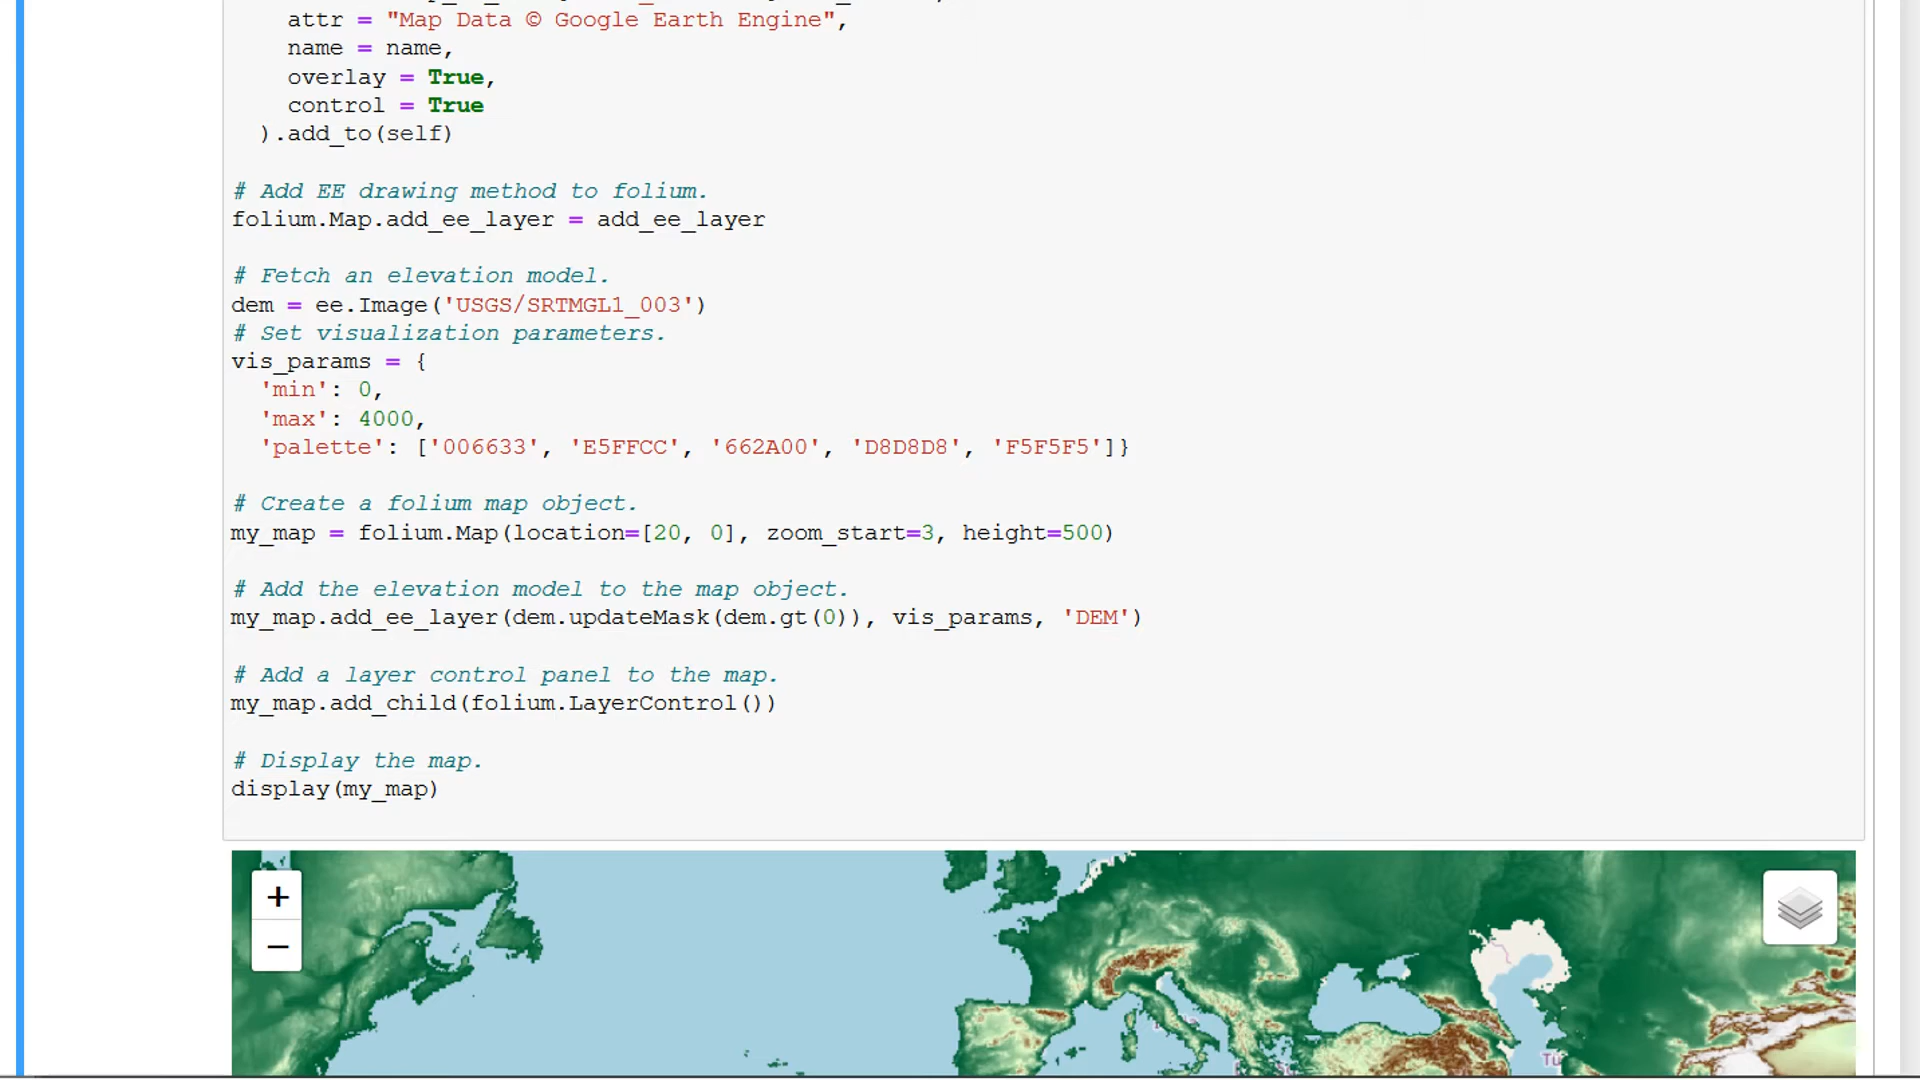 attr = "Map Data © Google Earth Engine",
name = name,
overlay = True,
control = True
).add_to(self)
# Add EE drawing method to folium.
folium.Map.add_ee_layer = add_ee_layer
# Fetch an elevation model.
dem = ee.Image('USGS/SRTMGL1_003')
# Set visualization parameters.
vis_params = {
'min': 0,
'max': 4000,
'palette': ['006633', 'E5FFCC', '662A00', 'D8D8D8', 'F5F5F5']}
# Create a folium map object.
my_map = folium.Map(location=[20, 0], zoom_start=3, height=500)
# Add the elevation model to the map object.
my_map.add_ee_layer(dem.updateMask(dem.gt(0)), vis_params, 'DEM')
# Add a layer control panel to the map.
my_map.add_child(folium.LayerControl())
# Display the map.
display(my_map)
+
−